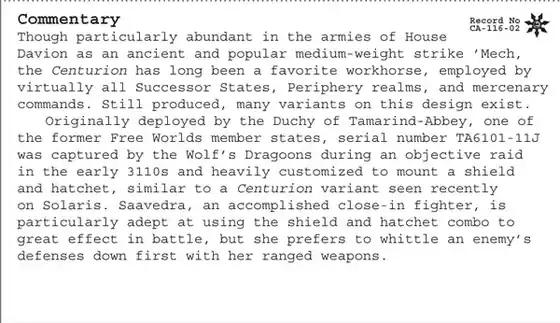 Commentary
Record No
CA-116-02
Though particularly abundant in the armies of House
Davion as an ancient and popular medium-weight strike ’Mech,
the Centurion has long been a favorite workhorse, employed by
virtually all Successor States, Periphery realms, and mercenary
commands. Still produced, many variants on this design exist.
Originally deployed by the Duchy of Tamarind-Abbey, one of
the former Free Worlds member states, serial number TA6101-11J
was captured by the Wolf’s Dragoons during an objective raid
in the early 3110s and heavily customized to mount a shield
and hatchet, similar to a Centurion variant seen recently
on Solaris. Saavedra, an accomplished close-in fighter, is
particularly adept at using the shield and hatchet combo to
great effect in battle, but she prefers to whittle an enemy’s
defenses down first with her ranged weapons.